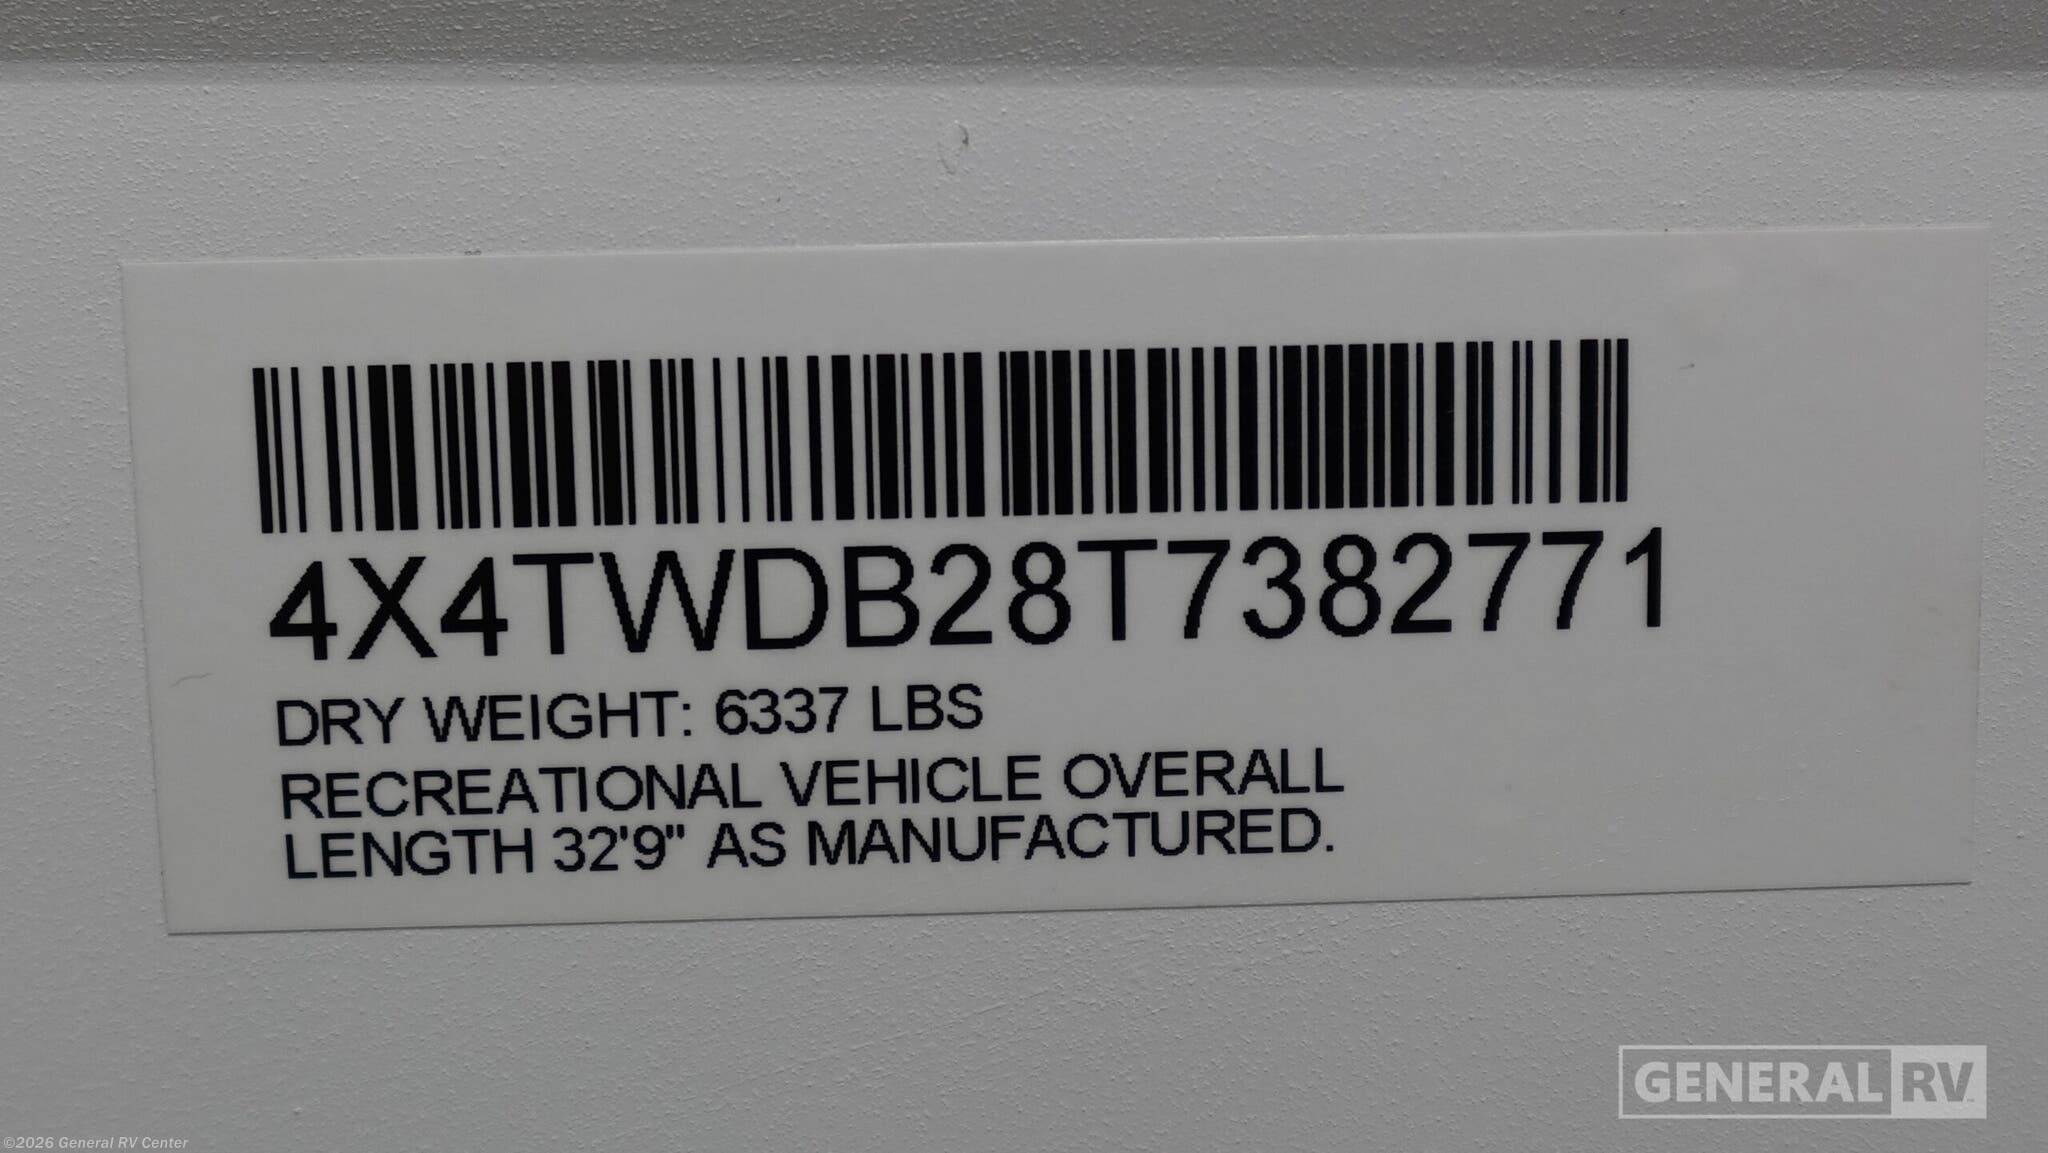 4X4TWDB28T7382771
DRY WEIGHT: 6337 LBS
RECREATIONAL VEHICLE OVERALL
LENGTH 32'9" AS MANUFACTURED.
GENERAL RV
©2026 General RV Center